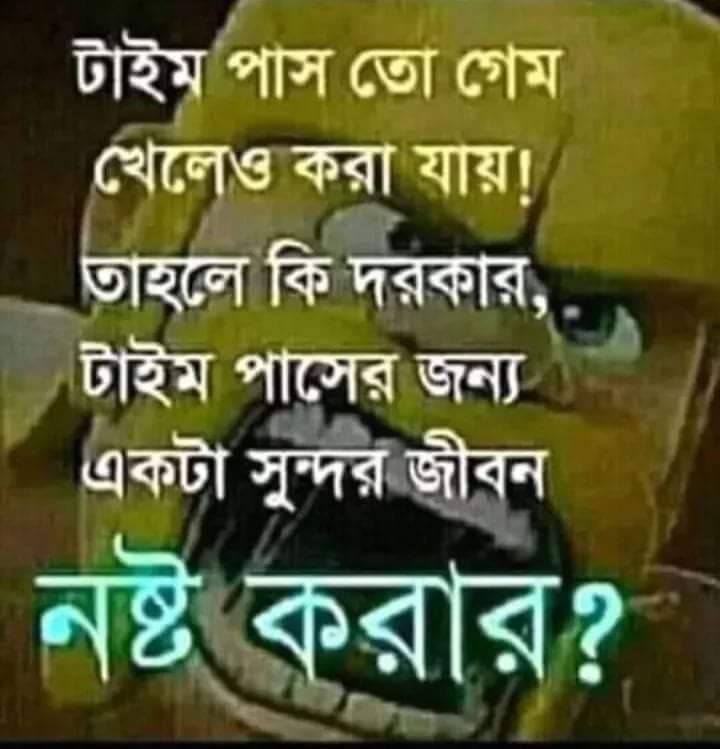 টাইম পাস তো গেম
খেলেও করা যায়!
তাহলে কি দরকার,
টাইম পাসের জন্য
একটা সুন্দর জীবন
নষ্ট করার?